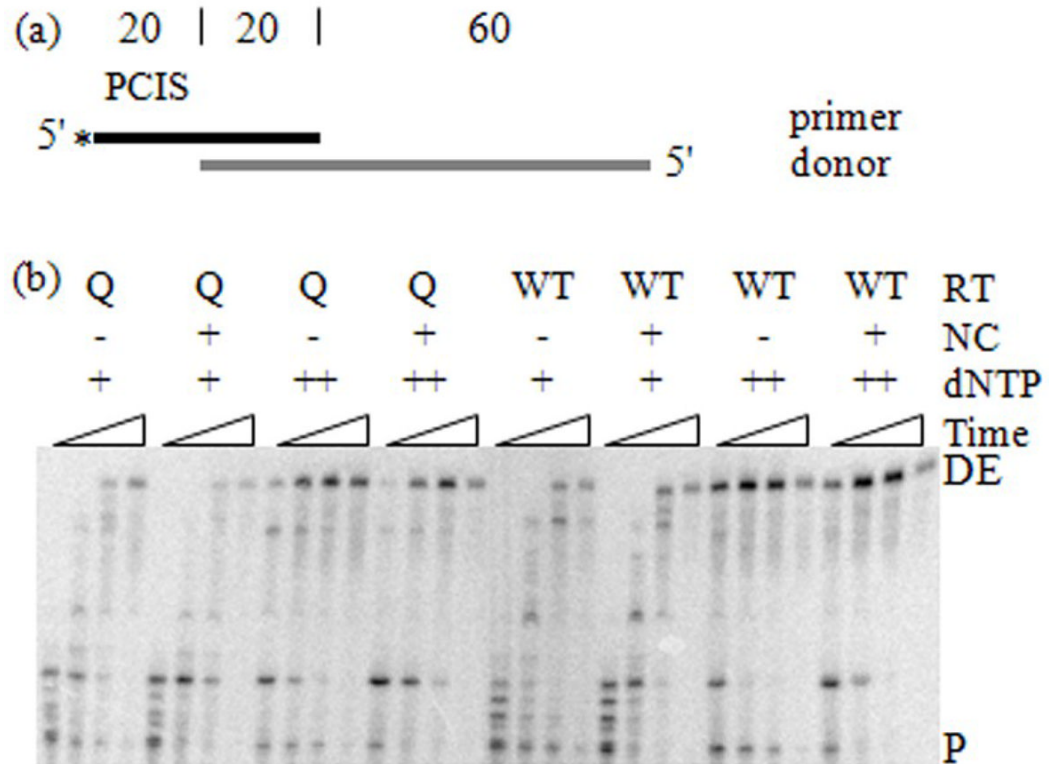 (a) 20 | 20 | 60
PCIS
5' * primer
donor 5'
(b) Q Q Q Q WT WT WT WT RT
- + - + - + - + NC
+ + ++ ++ + + ++ ++ dNTP
Time
DE
P